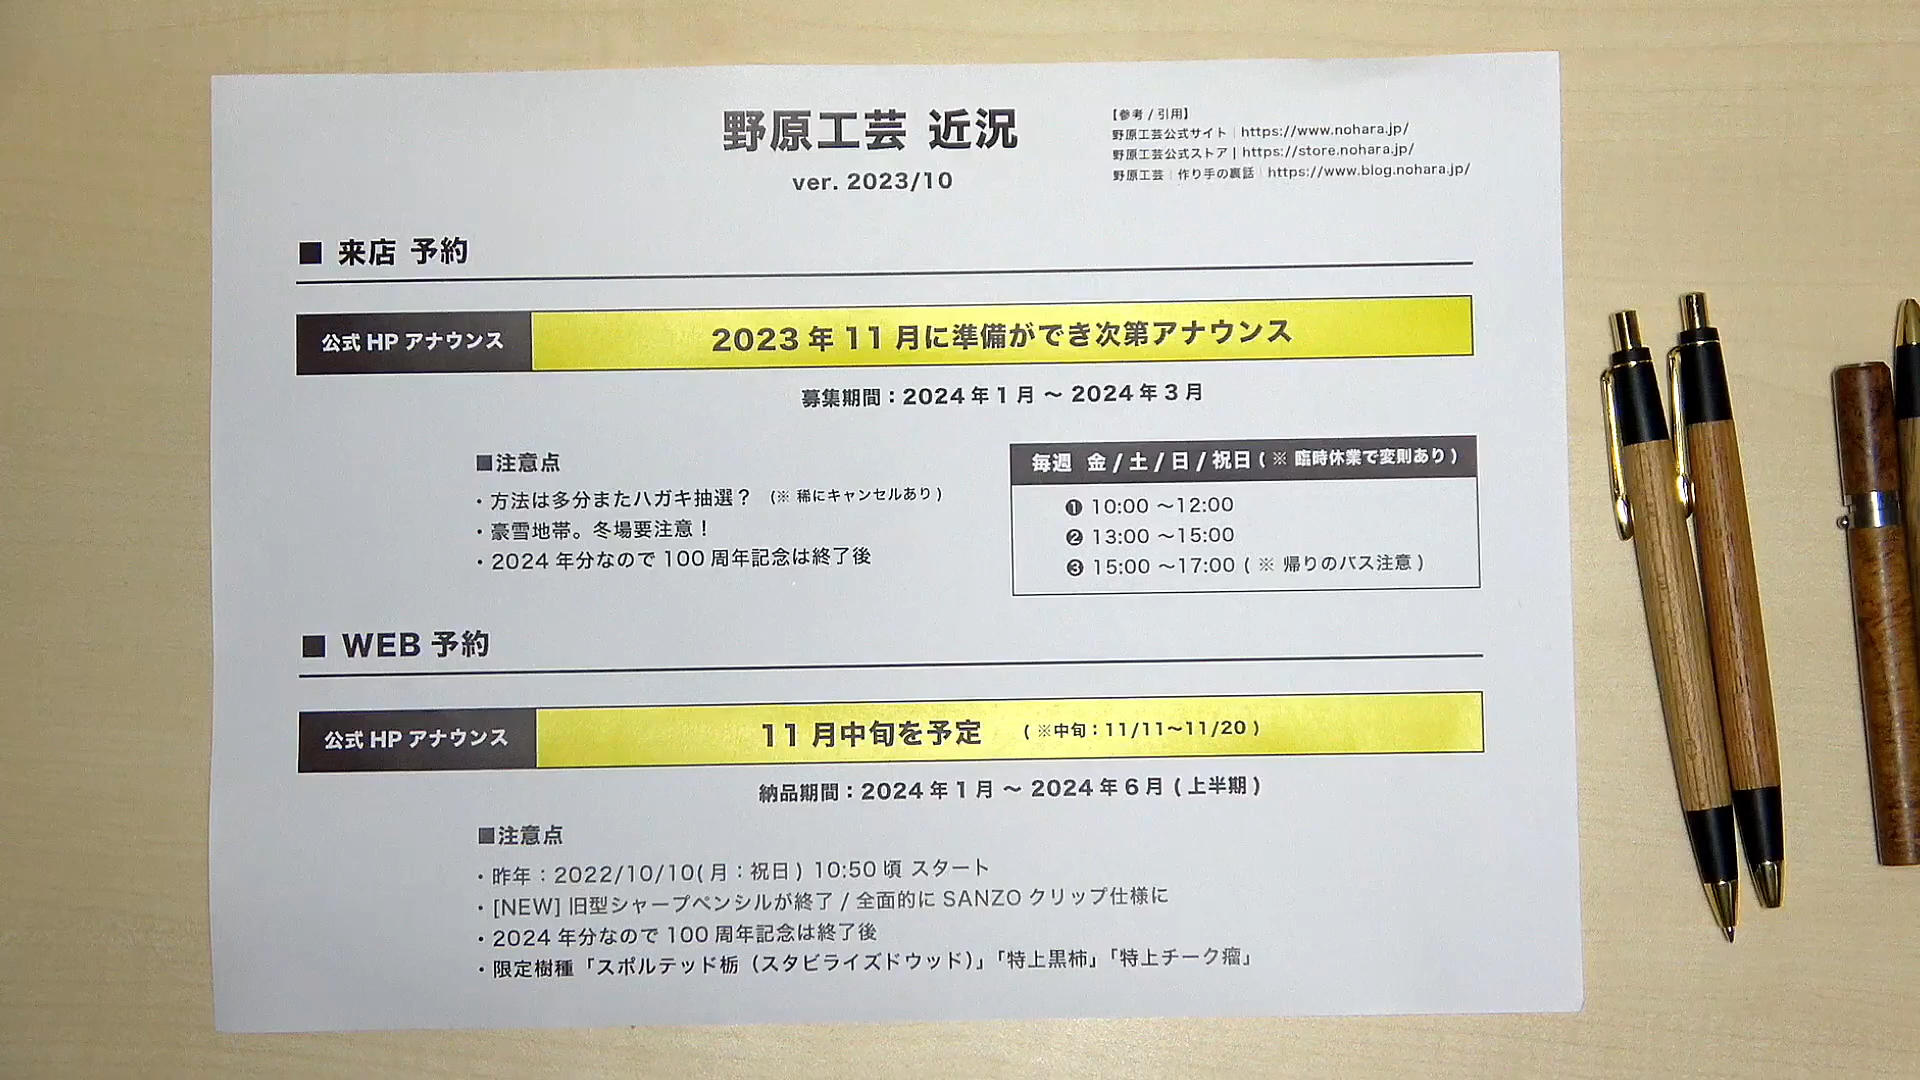 野原工芸 近況
ver. 2023/10
【参考 / 引用】
野原工芸公式サイト | https://www.nohara.jp/
野原工芸公式ストア | https://store.nohara.jp/
野原工芸 | 作り手の裏話 | https://www.blog.nohara.jp/
■ 来店 予約
公式 HP アナウンス
2023 年 11 月に準備ができ次第アナウンス
募集期間：2024 年 1 月 〜 2024 年 3 月
■注意点
・方法は多分またハガキ抽選？ (※ 稀にキャンセルあり)
・豪雪地帯。冬場要注意！
・2024 年分なので 100 周年記念は終了後
毎週 金 / 土 / 日 / 祝日 ( ※ 臨時休業で変則あり )
❶ 10:00 〜12:00
❷ 13:00 〜15:00
❸ 15:00 〜17:00 ( ※ 帰りのバス注意 )
■ WEB 予約
公式 HP アナウンス
11 月中旬を予定 ( ※中旬：11/11〜11/20 )
納品期間：2024 年 1 月 〜 2024 年 6 月 ( 上半期 )
■注意点
・昨年：2022/10/10( 月：祝日 ) 10:50 頃 スタート
・[NEW] 旧型シャープペンシルが終了 / 全面的に SANZO クリップ仕様に
・2024 年分なので 100 周年記念は終了後
・限定樹種「スポルテッド栃（スタビライズドウッド）」「特上黒柿」「特上チーク瘤」